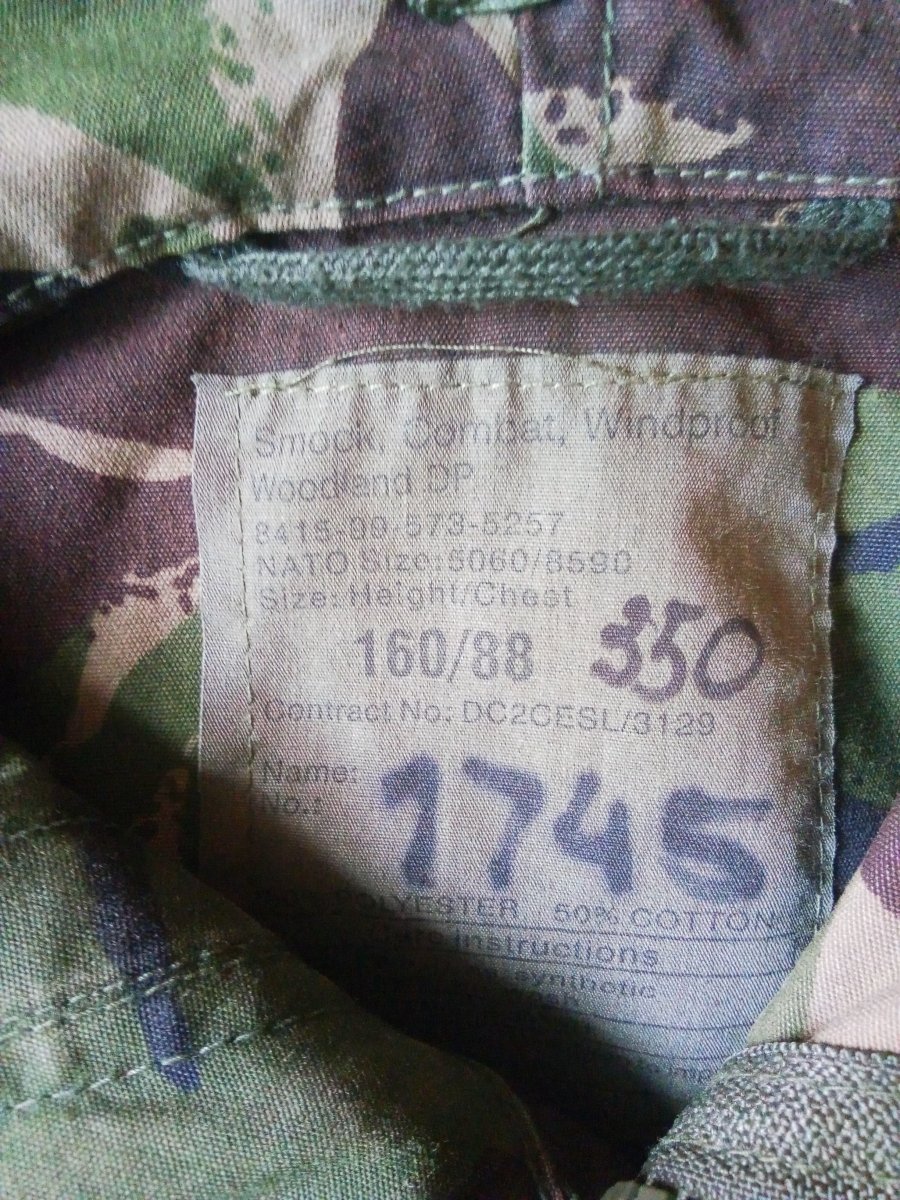 Smock, Combat, Windproof
Woodland DP
8415-99-573-5257
NATO Size:5060/8590
Size: Height/Chest
160/88 350
Contract No: DC2CESL/3129
Name:
No.: 1745
POLYESTER 50% COTTON
Instructions
synthetic